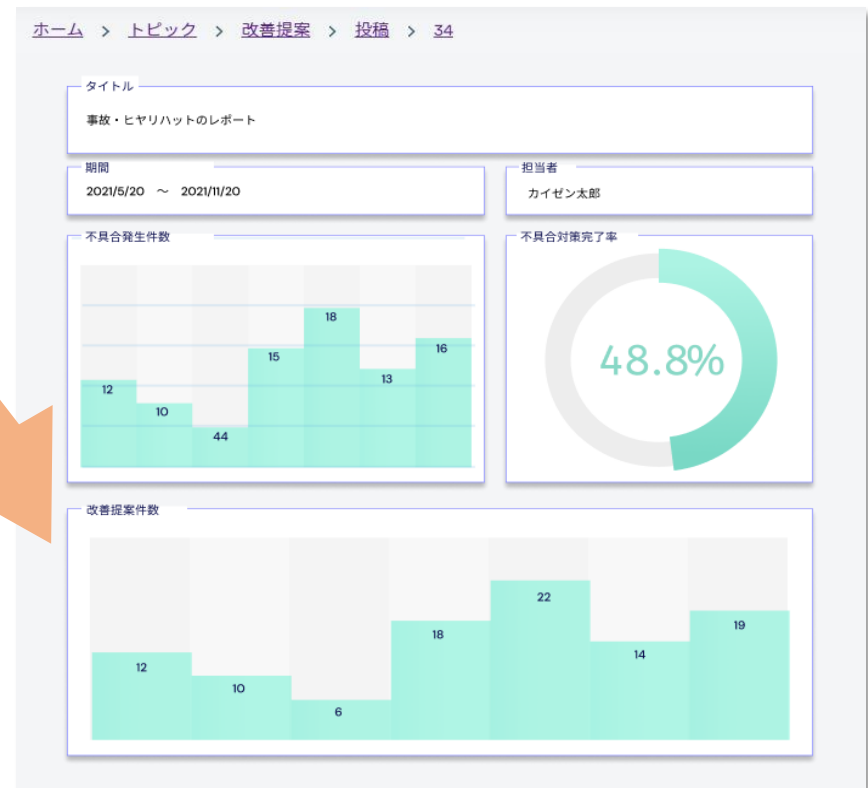 ホーム > トピック > 改善提案 > 投稿 > 34
タイトル
事故・ヒヤリハットのレポート
期間
2021/5/20 ～ 2021/11/20
担当者
カイゼン太郎
不具合発生件数
12
10
44
15
18
13
16
不具合対策完了率
48.8%
改善提案件数
12
10
6
18
22
14
19